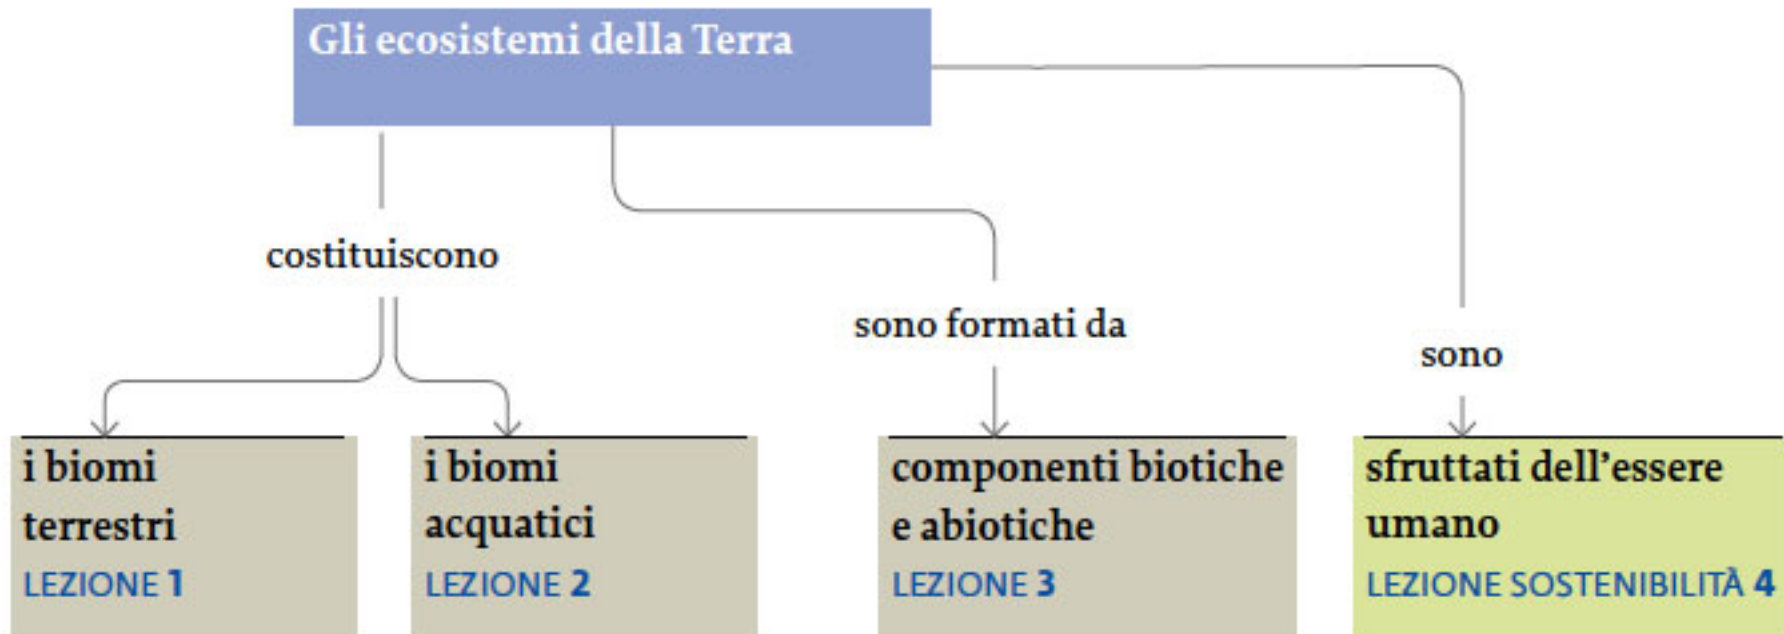 Gli ecosistemi della Terra
costituiscono
sono formati da
sono
i biomi
terrestri
LEZIONE 1
i biomi
acquatici
LEZIONE 2
componenti biotiche
e abiotiche
LEZIONE 3
sfruttati dell'essere
umano
LEZIONE SOSTENIBILITÀ 4